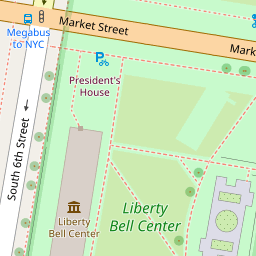 Market Street
Mark
Megabus
to NYC
President's
House
South 6th Street
Liberty
Bell Center
Liberty
Bell Center